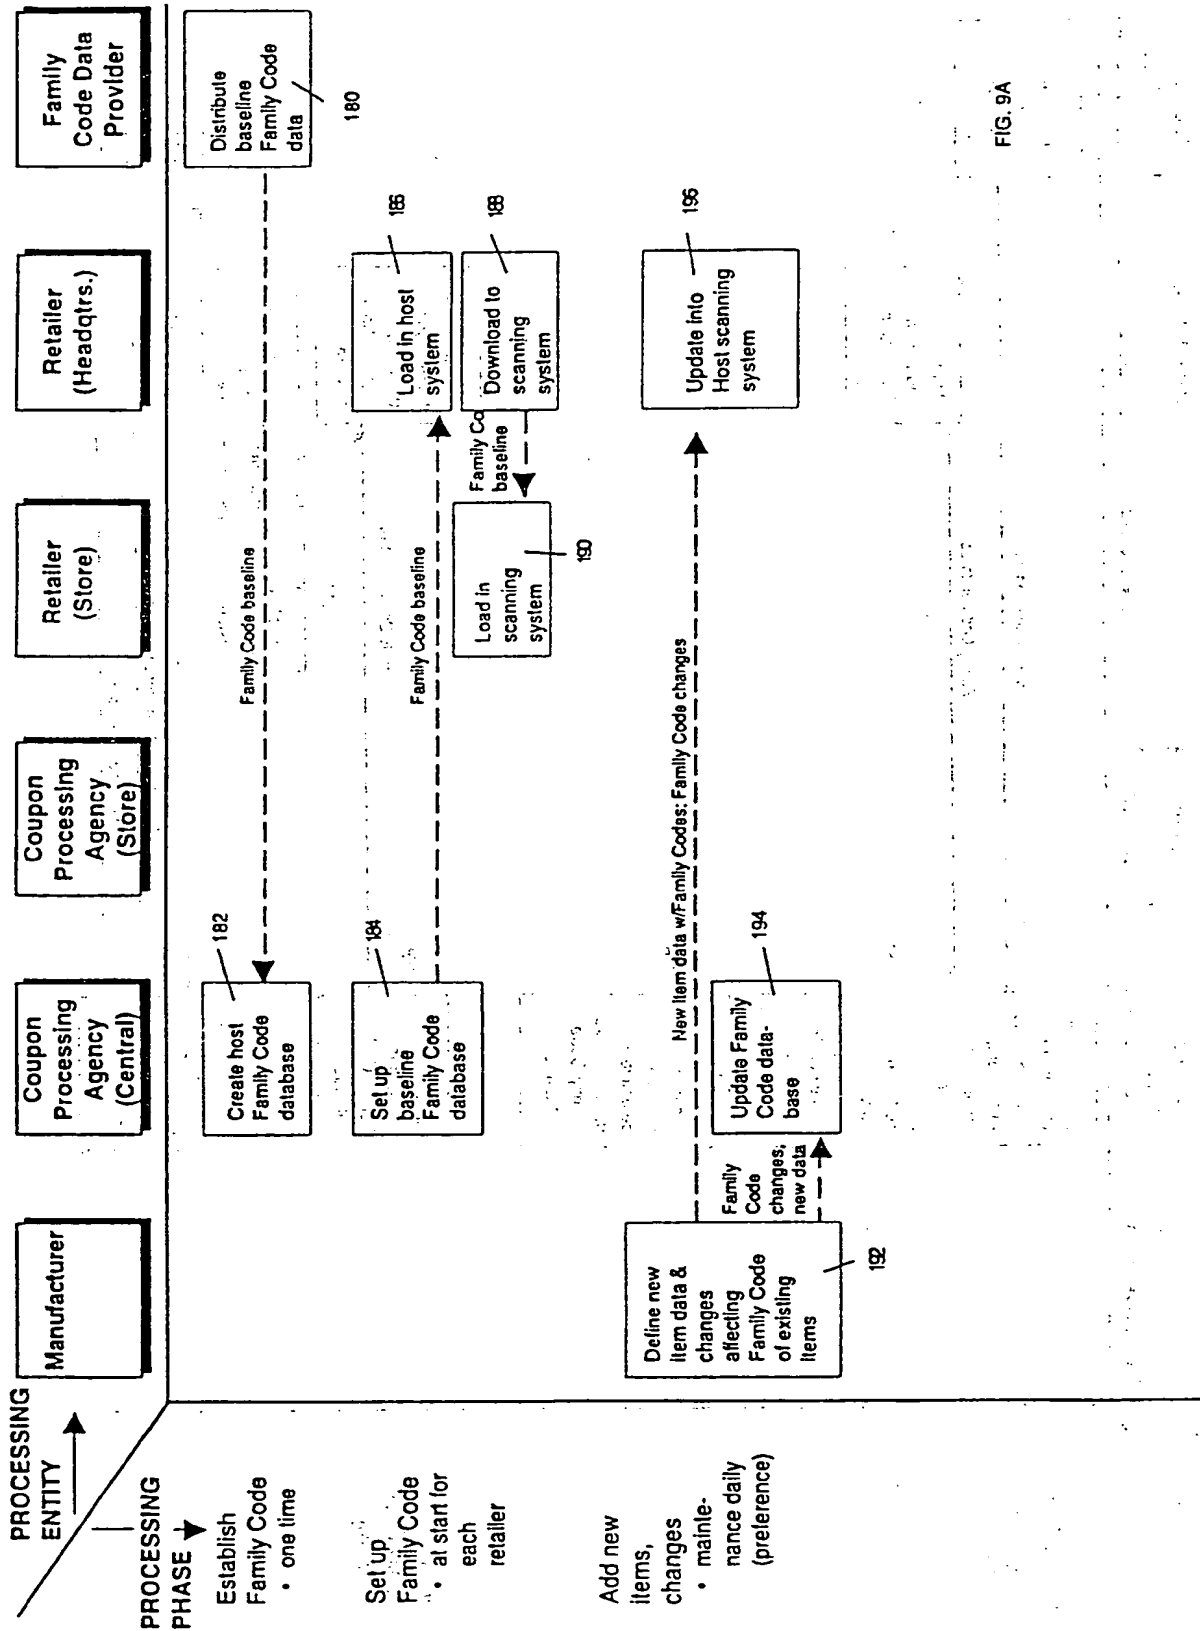 PROCESSING
ENTITY
PROCESSING
PHASE
Manufacturer
Coupon
Processing
Agency
(Central)
Coupon
Processing
Agency
(Store)
Retailer
(Store)
Retailer
(Headqtrs.)
Family
Code Data
Provider
Establish
Family Code
• one time
Create host
Family Code
database
182
Family Code baseline
Distribute
baseline
Family Code
data
180
Set up
Family Code
• at start for
each
retailer
Set up
baseline
Family Code
database
184
Family Code baseline
Load in host
system
186
Load in
scanning
system
190
Family Co
baseline
Download to
scanning
system
188
Add new
items,
changes
• mainte-
nance daily
(preference)
Define new
item data &
changes
affecting
Family Code
of existing
items
192
New item data w/Family Codes; Family Code changes
Family
Code
changes,
new data
Update Family
Code data-
base
194
Update into
Host scanning
system
196
FIG. 9A